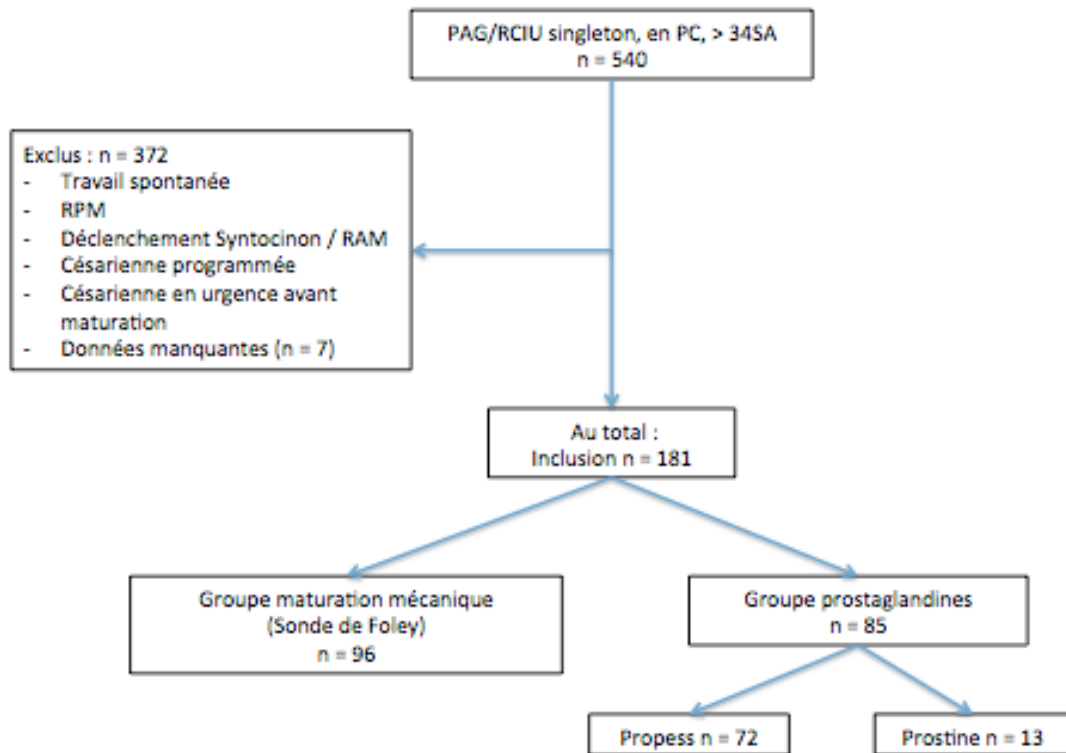 PAG/RCIU singleton, en PC, > 34SA
n = 540
Exclus : n = 372
- Travail spontanée
- RPM
- Déclenchement Syntocinon / RAM
- Césarienne programmée
- Césarienne en urgence avant
maturation
- Données manquantes (n = 7)
Au total :
Inclusion n = 181
Groupe maturation mécanique
(Sonde de Foley)
n = 96
Groupe prostaglandines
n = 85
Propess n = 72
Prostine n = 13